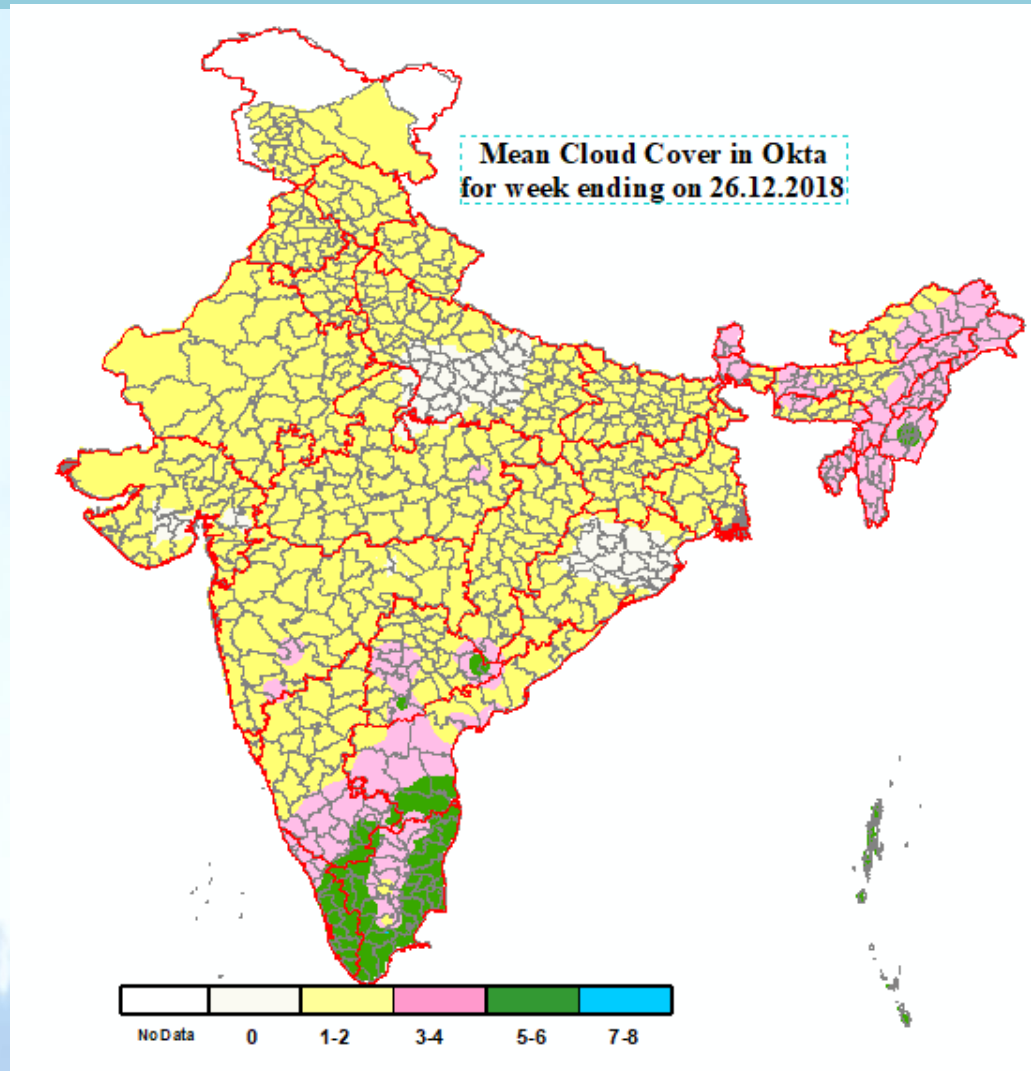 Mean Cloud Cover in Okta
for week ending on 26.12.2018
No Data 0 1-2 3-4 5-6 7-8